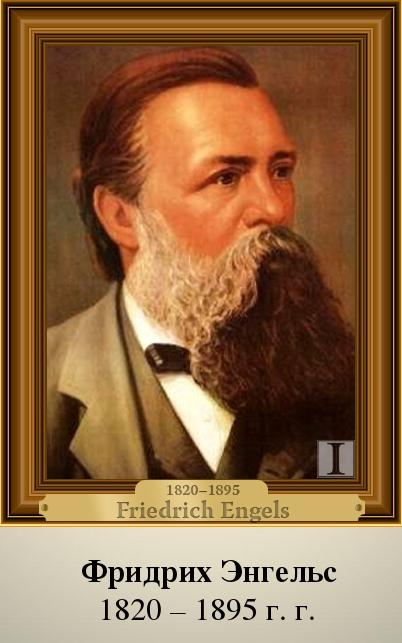 I
1820–1895
Friedrich Engels
Фридрих Энгельс
1820 – 1895 г. г.